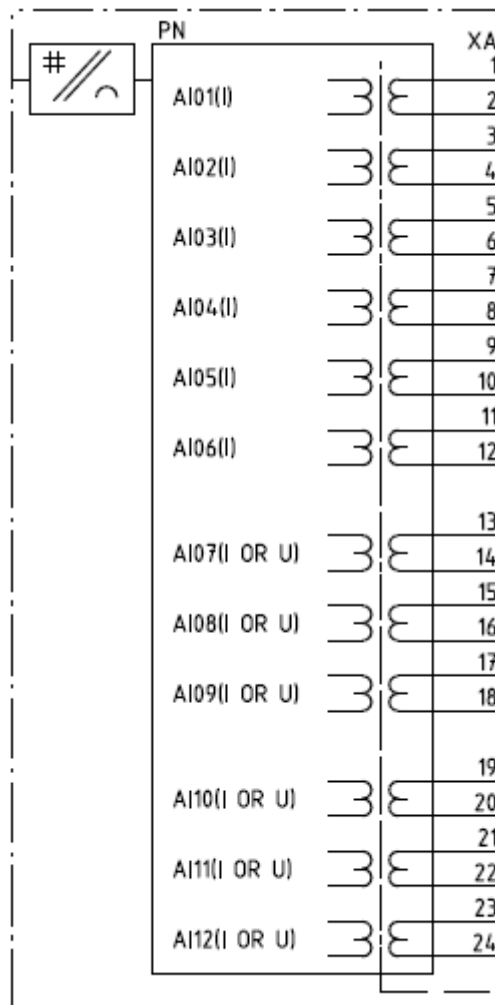 PN
XA
#
1
AI01(I)
2
3
AI02(I)
4
5
AI03(I)
6
7
AI04(I)
8
9
AI05(I)
10
11
AI06(I)
12
13
AI07(I OR U)
14
15
AI08(I OR U)
16
17
AI09(I OR U)
18
19
AI10(I OR U)
20
21
AI11(I OR U)
22
23
AI12(I OR U)
24